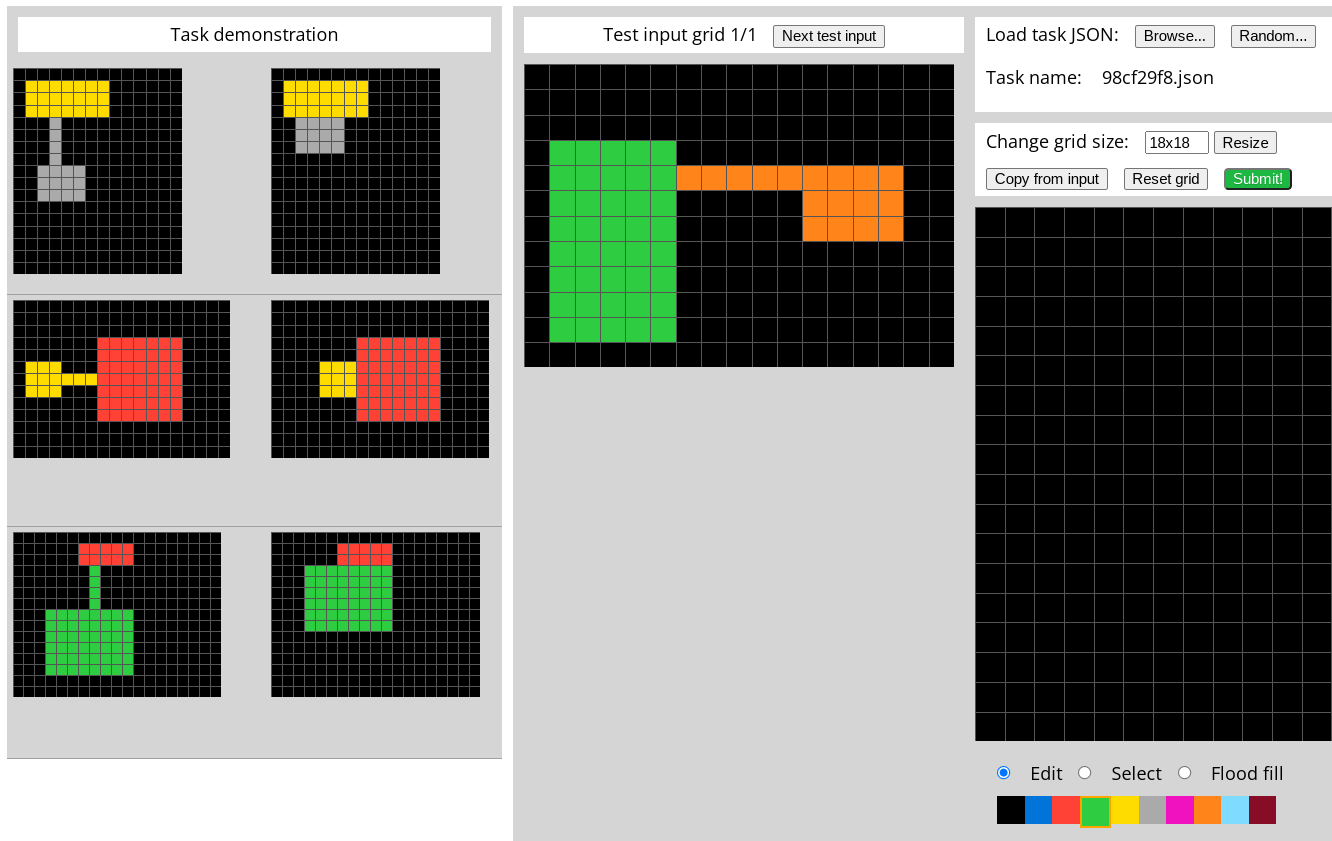 Task demonstration
Test input grid 1/1 Next test input
Load task JSON: Browse... Random...
Task name: 98cf29f8.json
Change grid size: 18x18 Resize
Copy from input Reset grid Submit!
Edit Select Flood fill